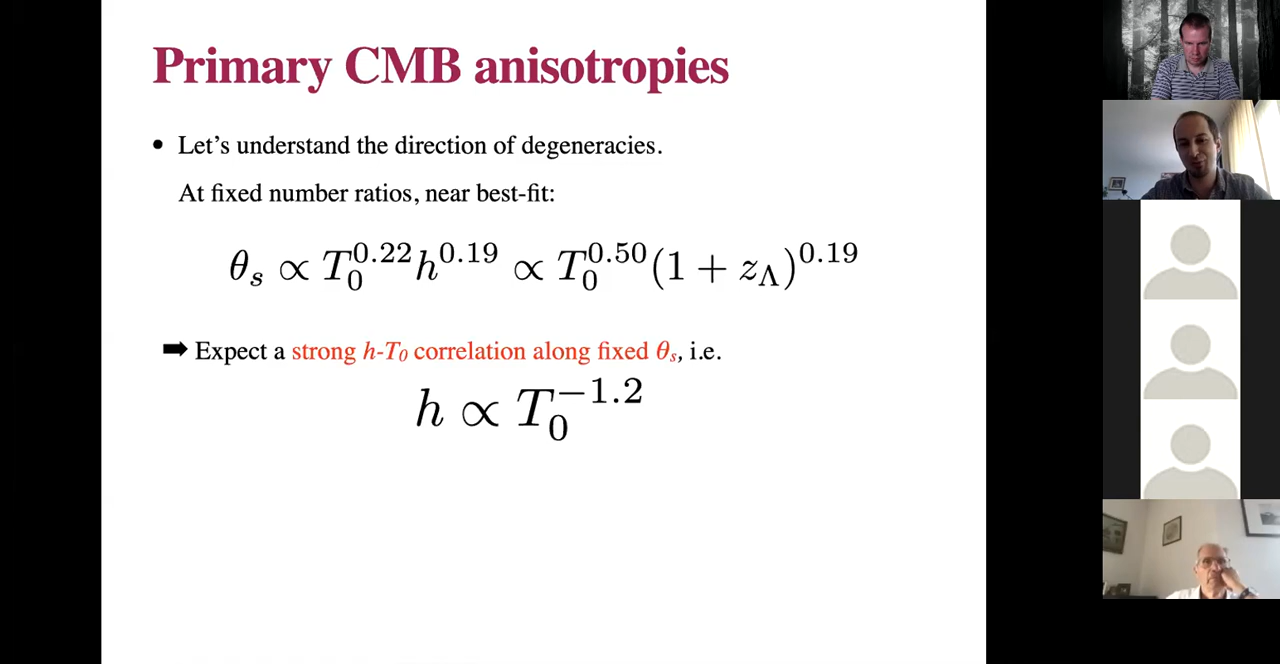 Primary CMB anisotropies
• Let’s understand the direction of degeneracies.
At fixed number ratios, near best-fit:
θ_s ∝ T_0^{0.22} h^{0.19} ∝ T_0^{0.50} (1 + z_Λ)^{0.19}
➡ Expect a strong h-T_0 correlation along fixed θ_s, i.e.
h ∝ T_0^{−1.2}